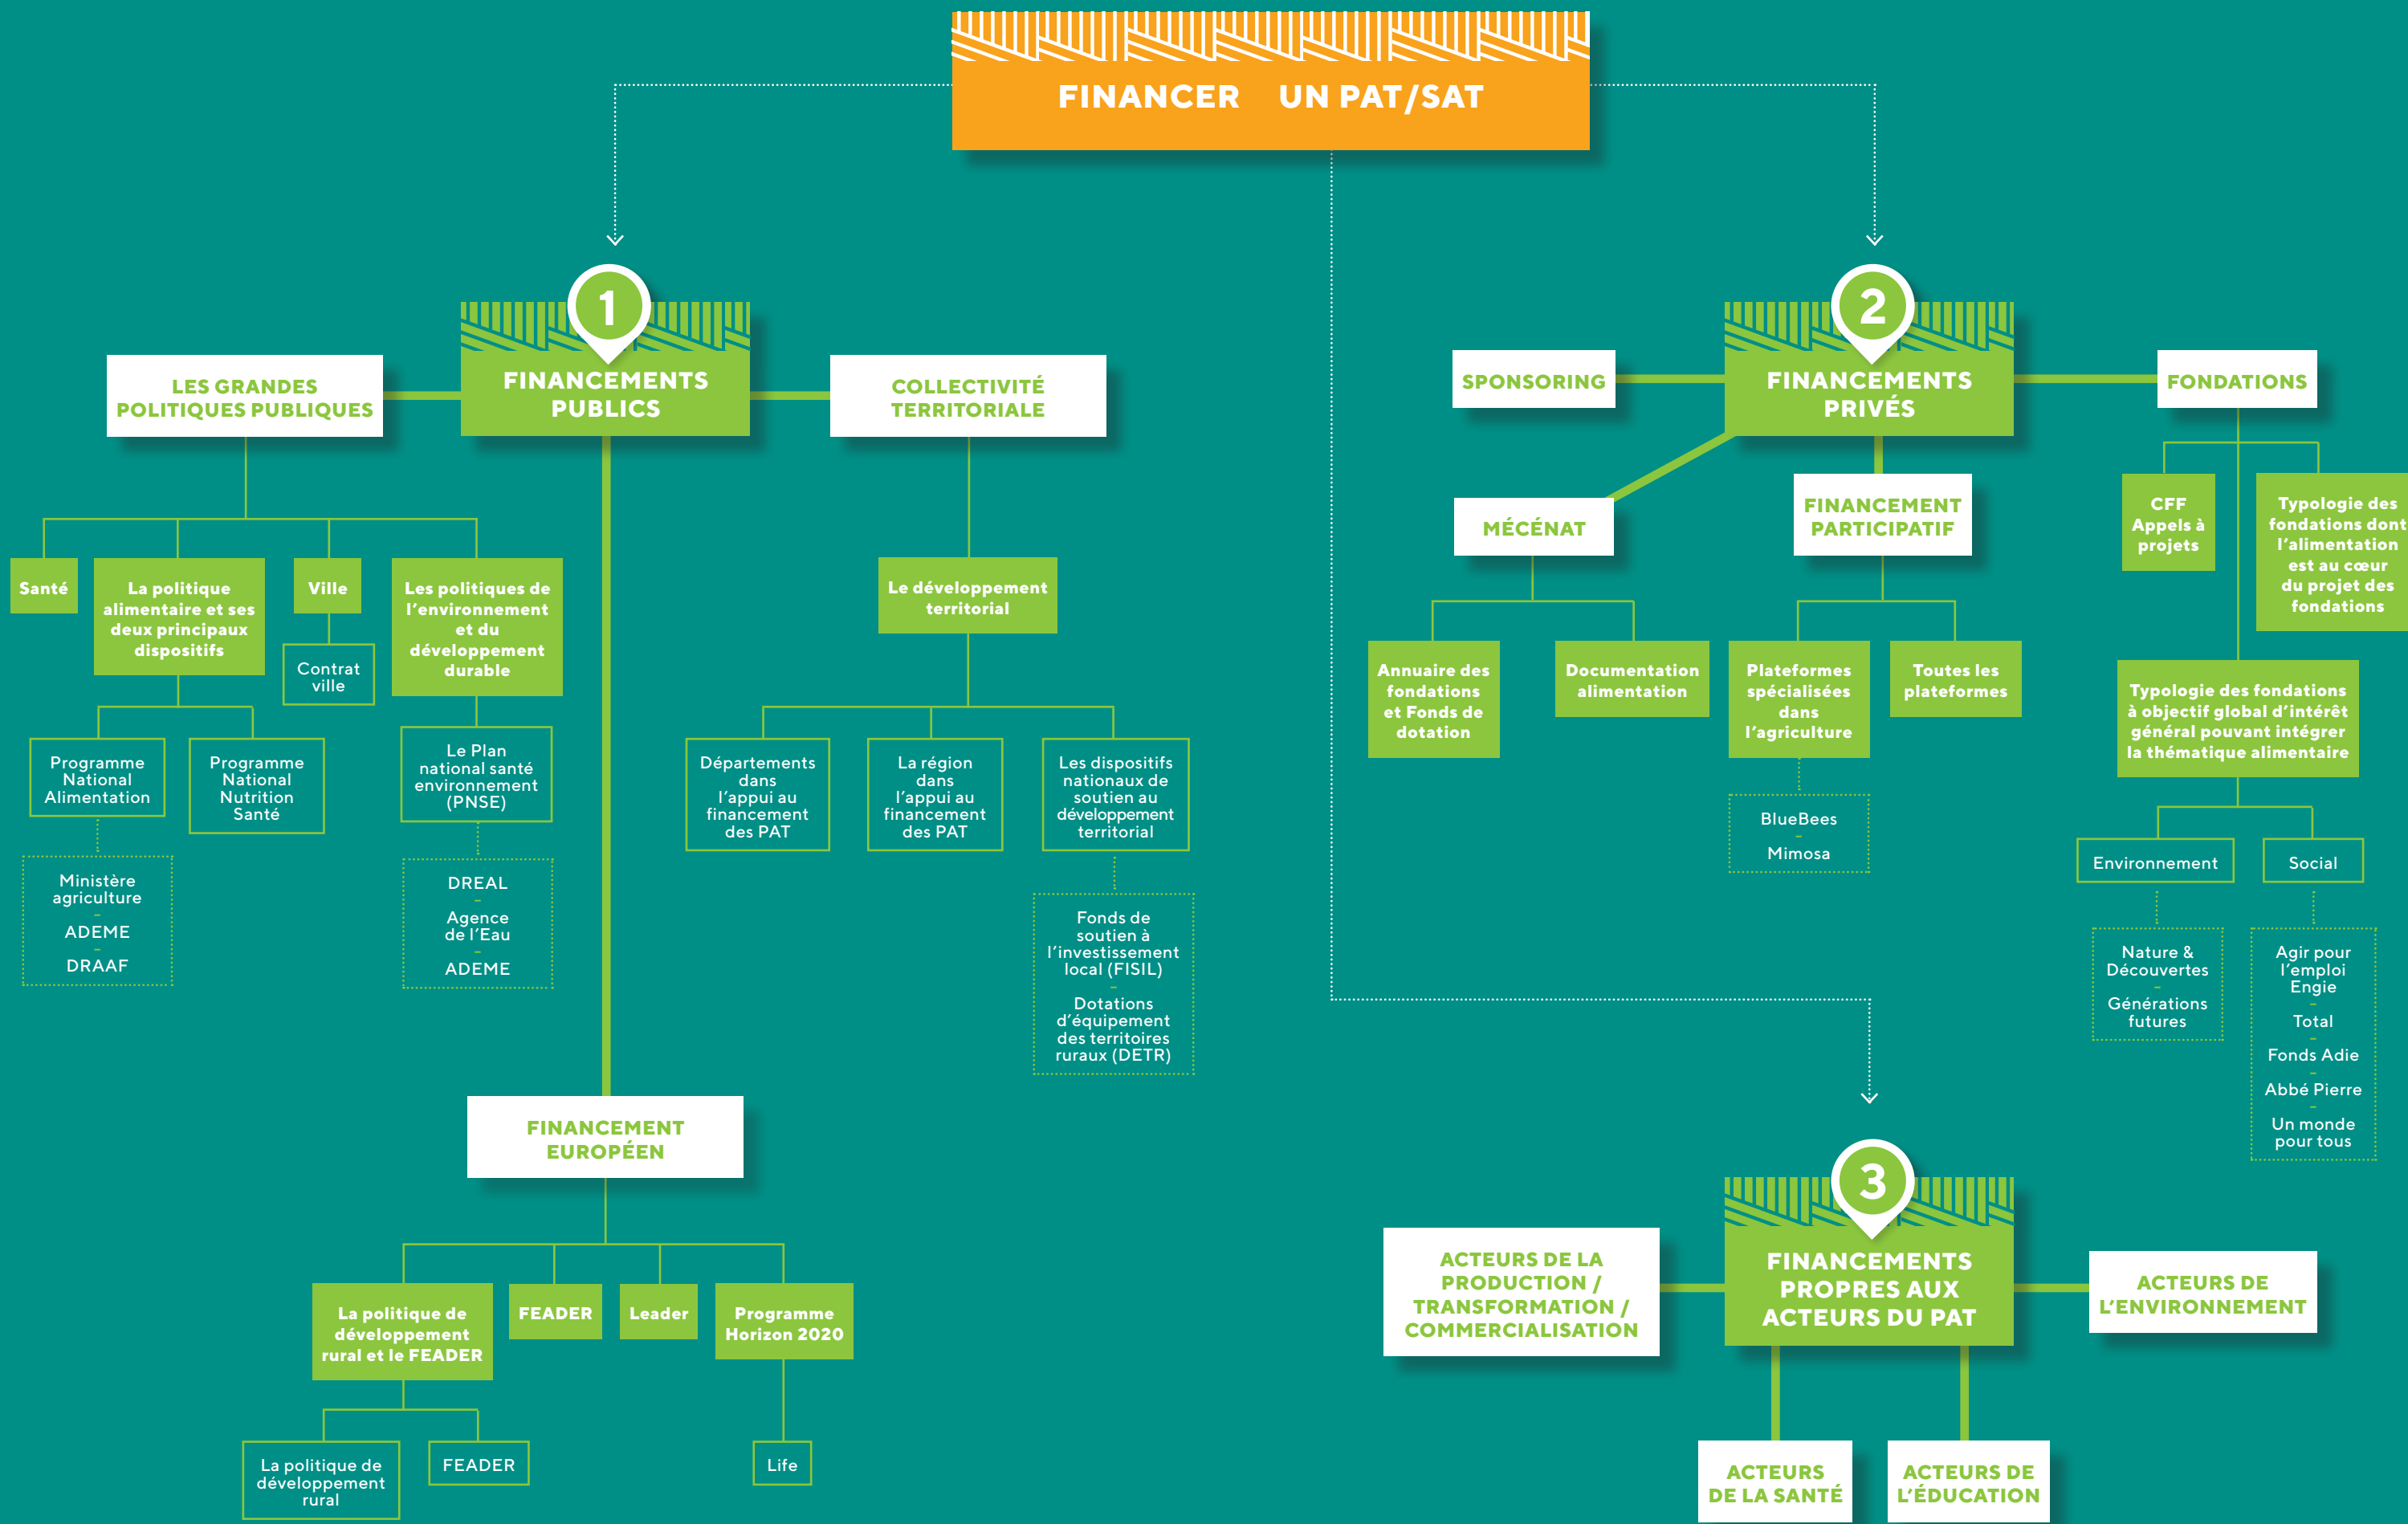 FINANCER UN PAT/SAT
1
FINANCEMENTS
PUBLICS
LES GRANDES
POLITIQUES PUBLIQUES
Santé
La politique
alimentaire et ses
deux principaux
dispositifs
Programme
National
Alimentation
Ministère
agriculture
–
ADEME
–
DRAAF
Programme
National
Nutrition
Santé
Ville
Contrat
ville
Les politiques de
l'environnement
et du
développement
durable
Le Plan
national santé
environnement
(PNSE)
DREAL
–
Agence
de l'Eau
–
ADEME
COLLECTIVITÉ
TERRITORIALE
Le développement
territorial
Départements
dans
l'appui au
financement
des PAT
La région
dans
l'appui au
financement
des PAT
Les dispositifs
nationaux de
soutien au
développement
territorial
Fonds de
soutien à
l'investissement
local (FISIL)
–
Dotations
d'équipement
des territoires
ruraux (DETR)
FINANCEMENT
EUROPÉEN
La politique de
développement
rural et le FEADER
La politique de
développement
rural
FEADER
FEADER
Leader
Programme
Horizon 2020
Life
2
FINANCEMENTS
PRIVÉS
SPONSORING
MÉCÉNAT
Annuaire des
fondations
et Fonds de
dotation
Documentation
alimentation
FINANCEMENT
PARTICIPATIF
Plateformes
spécialisées
dans
l'agriculture
BlueBees
–
Mimosa
Toutes les
plateformes
FONDATIONS
CFF
Appels à
projets
Typologie des
fondations dont
l'alimentation
est au cœur
du projet des
fondations
Typologie des fondations
à objectif global d'intérêt
général pouvant intégrer
la thématique alimentaire
Environnement
Nature &
Découvertes
–
Générations
futures
Social
Agir pour
l'emploi
Engie
–
Total
–
Fonds Adie
–
Abbé Pierre
–
Un monde
pour tous
3
FINANCEMENTS
PROPRES AUX
ACTEURS DU PAT
ACTEURS DE LA
PRODUCTION /
TRANSFORMATION /
COMMERCIALISATION
ACTEURS
DE LA SANTÉ
ACTEURS DE
L'ÉDUCATION
ACTEURS DE
L'ENVIRONNEMENT